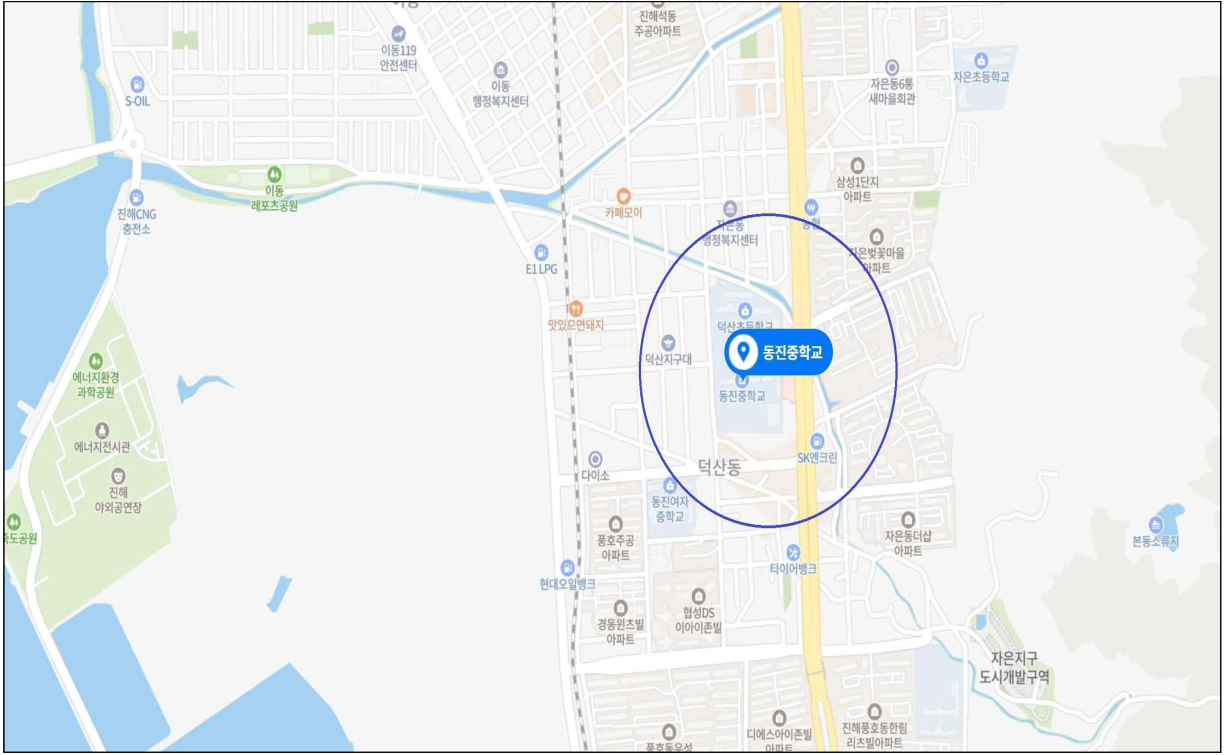 이동119
안전센터
진해석동
주공아파트
S-OIL
이동
행정복지센터
자은동6통
새마을회관
자은초등학교
이동
레포츠공원
진해CNG
충전소
카페모이
자은동
행정복지센터
삼성1단지
아파트
농협
자은벚꽃마을
아파트
E1 LPG
맛있으면돼지
덕산초등학교
덕산지구대
동진중학교
동진중학교
에너지환경
과학공원
에너지전시관
진해
야외공연장
다이소
덕산동
SK엔크린
동진여자
중학교
풍호주공
아파트
자은동더샵
아파트
본동소류지
타이어뱅크
현대오일뱅크
경동윈츠빌
아파트
협성DS
이아이존빌
자은지구
도시개발구역
디에스아이존빌
아파트
진해풍호동한림
리츠빌아파트
풍호동우성